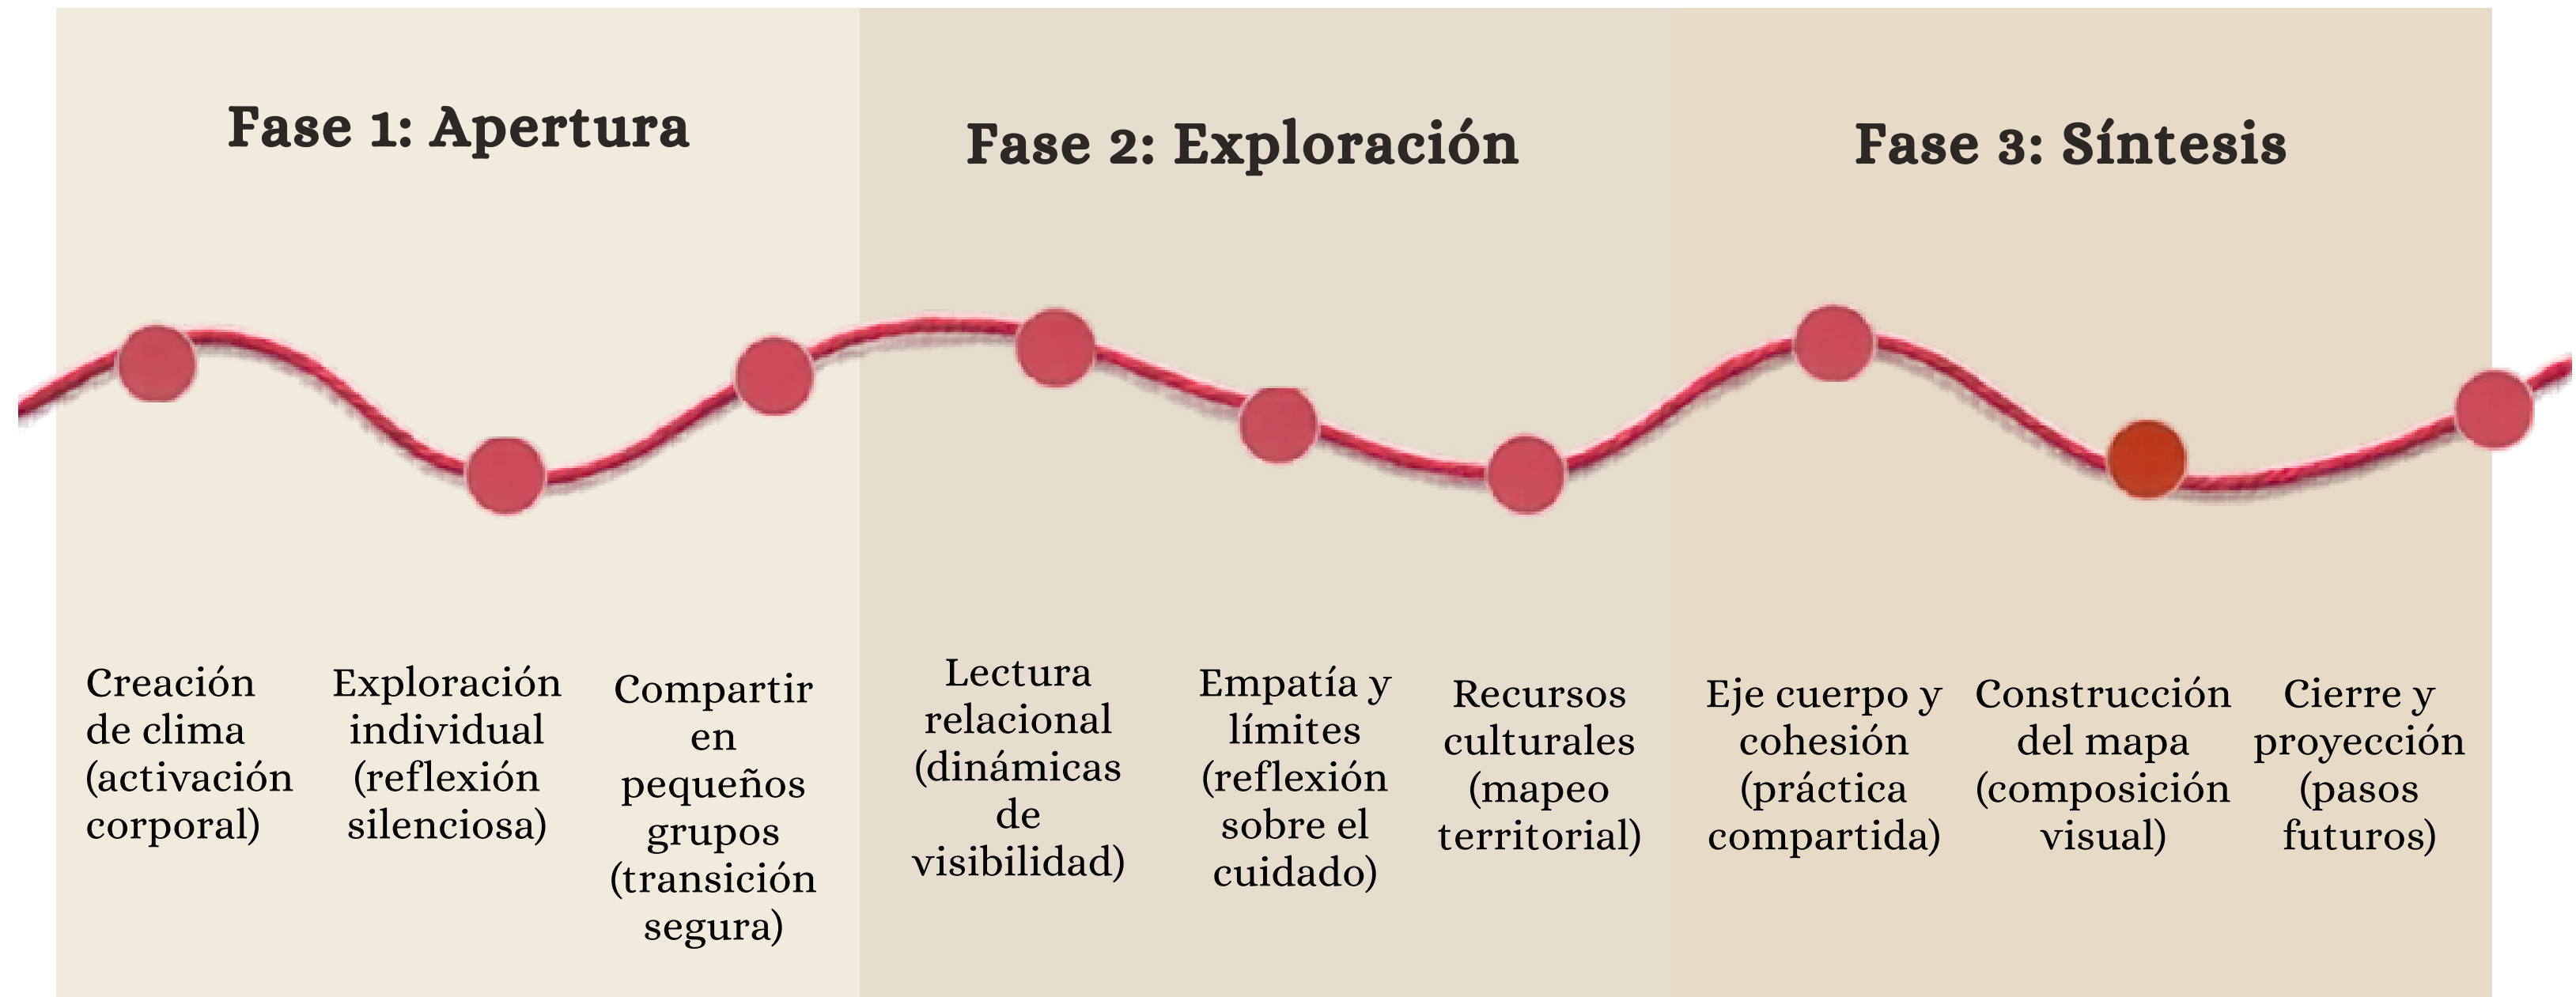 Fase 1: Apertura
Fase 2: Exploración
Fase 3: Síntesis
Creación
de clima
(activación
corporal)
Exploración
individual
(reflexión
silenciosa)
Compartir
en
pequeños
grupos
(transición
segura)
Lectura
relacional
(dinámicas
de
visibilidad)
Empatía y
límites
(reflexión
sobre el
cuidado)
Recursos
culturales
(mapeo
territorial)
Eje cuerpo y
cohesión
(práctica
compartida)
Construcción
del mapa
(composición
visual)
Cierre y
proyección
(pasos
futuros)